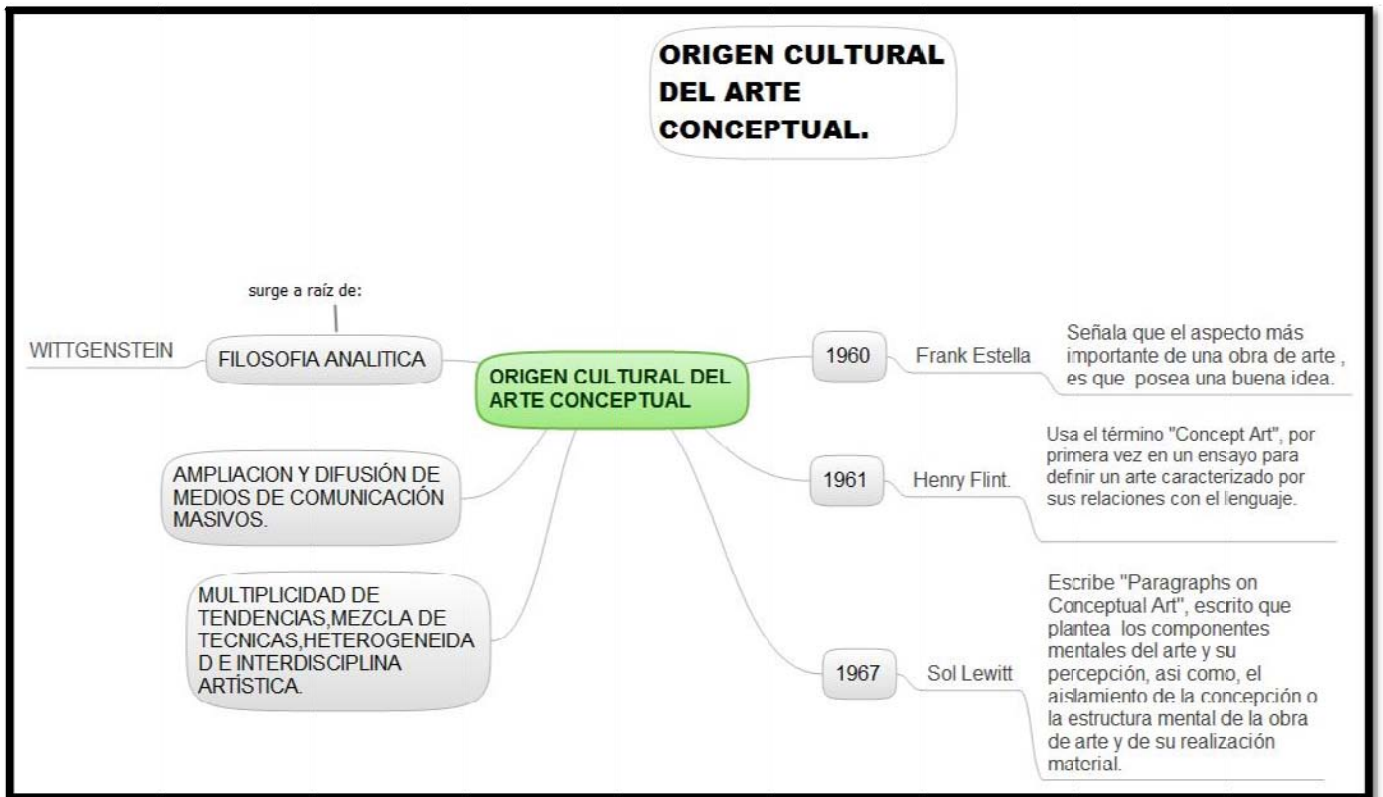 ORIGEN CULTURAL
DEL ARTE
CONCEPTUAL.
surge a raíz de:
WITTGENSTEIN
FILOSOFIA ANALITICA
AMPLIACION Y DIFUSIÓN DE
MEDIOS DE COMUNICACIÓN
MASIVOS.
MULTIPLICIDAD DE
TENDENCIAS,MEZCLA DE
TECNICAS,HETEROGENEIDA
D E INTERDISCIPLINA
ARTÍSTICA.
ORIGEN CULTURAL DEL
ARTE CONCEPTUAL
1960
Frank Estella
Señala que el aspecto más
importante de una obra de arte ,
es que posea una buena idea.
1961
Henry Flint.
Usa el término "Concept Art", por
primera vez en un ensayo para
definir un arte caracterizado por
sus relaciones con el lenguaje.
1967
Sol Lewitt
Escribe "Paragraphs on
Conceptual Art", escrito que
plantea los componentes
mentales del arte y su
percepción, asi como, el
aislamiento de la concepción o
la estructura mental de la obra
de arte y de su realización
material.